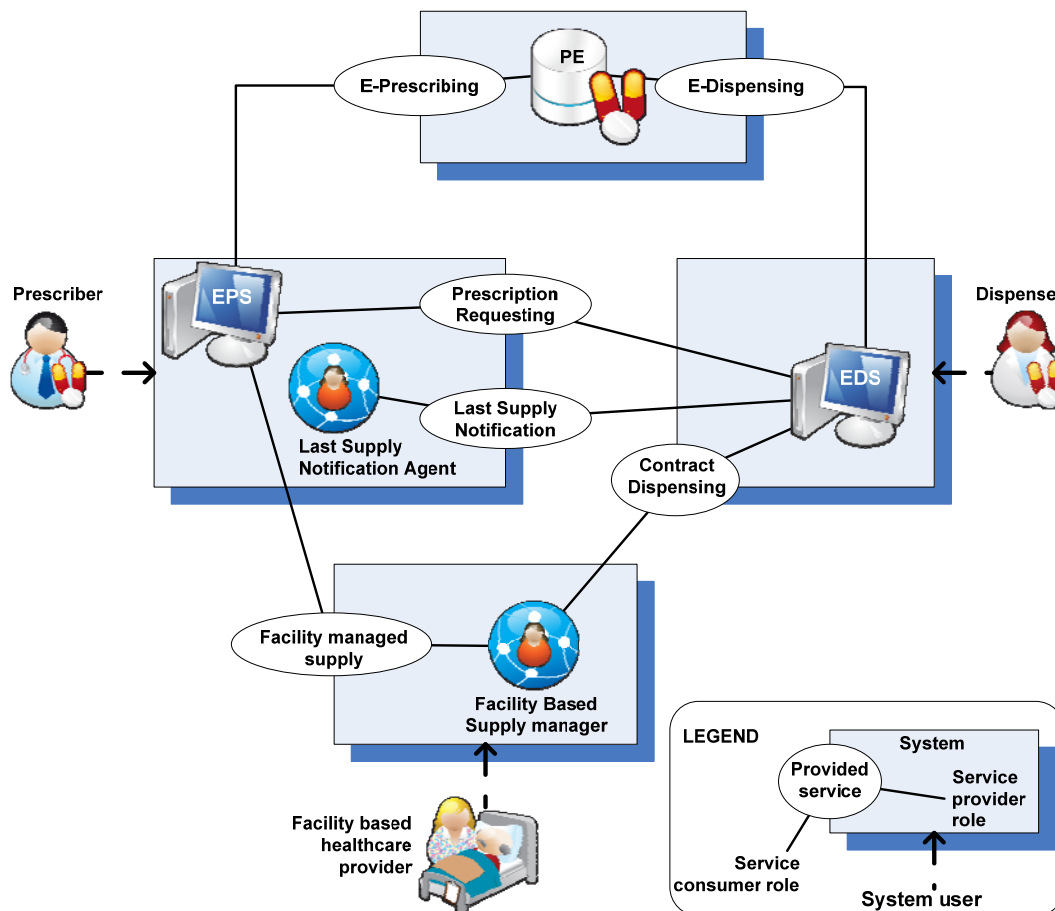 PE
E-Prescribing
E-Dispensing
Prescriber
EPS
Prescription
Requesting
Dispense
EDS
Last Supply
Notification
Last Supply
Notification Agent
Contract
Dispensing
Facility managed
supply
Facility Based
Supply manager
Facility based
healthcare
provider
LEGEND
System
Provided
service
Service
provider
role
Service
consumer role
System user